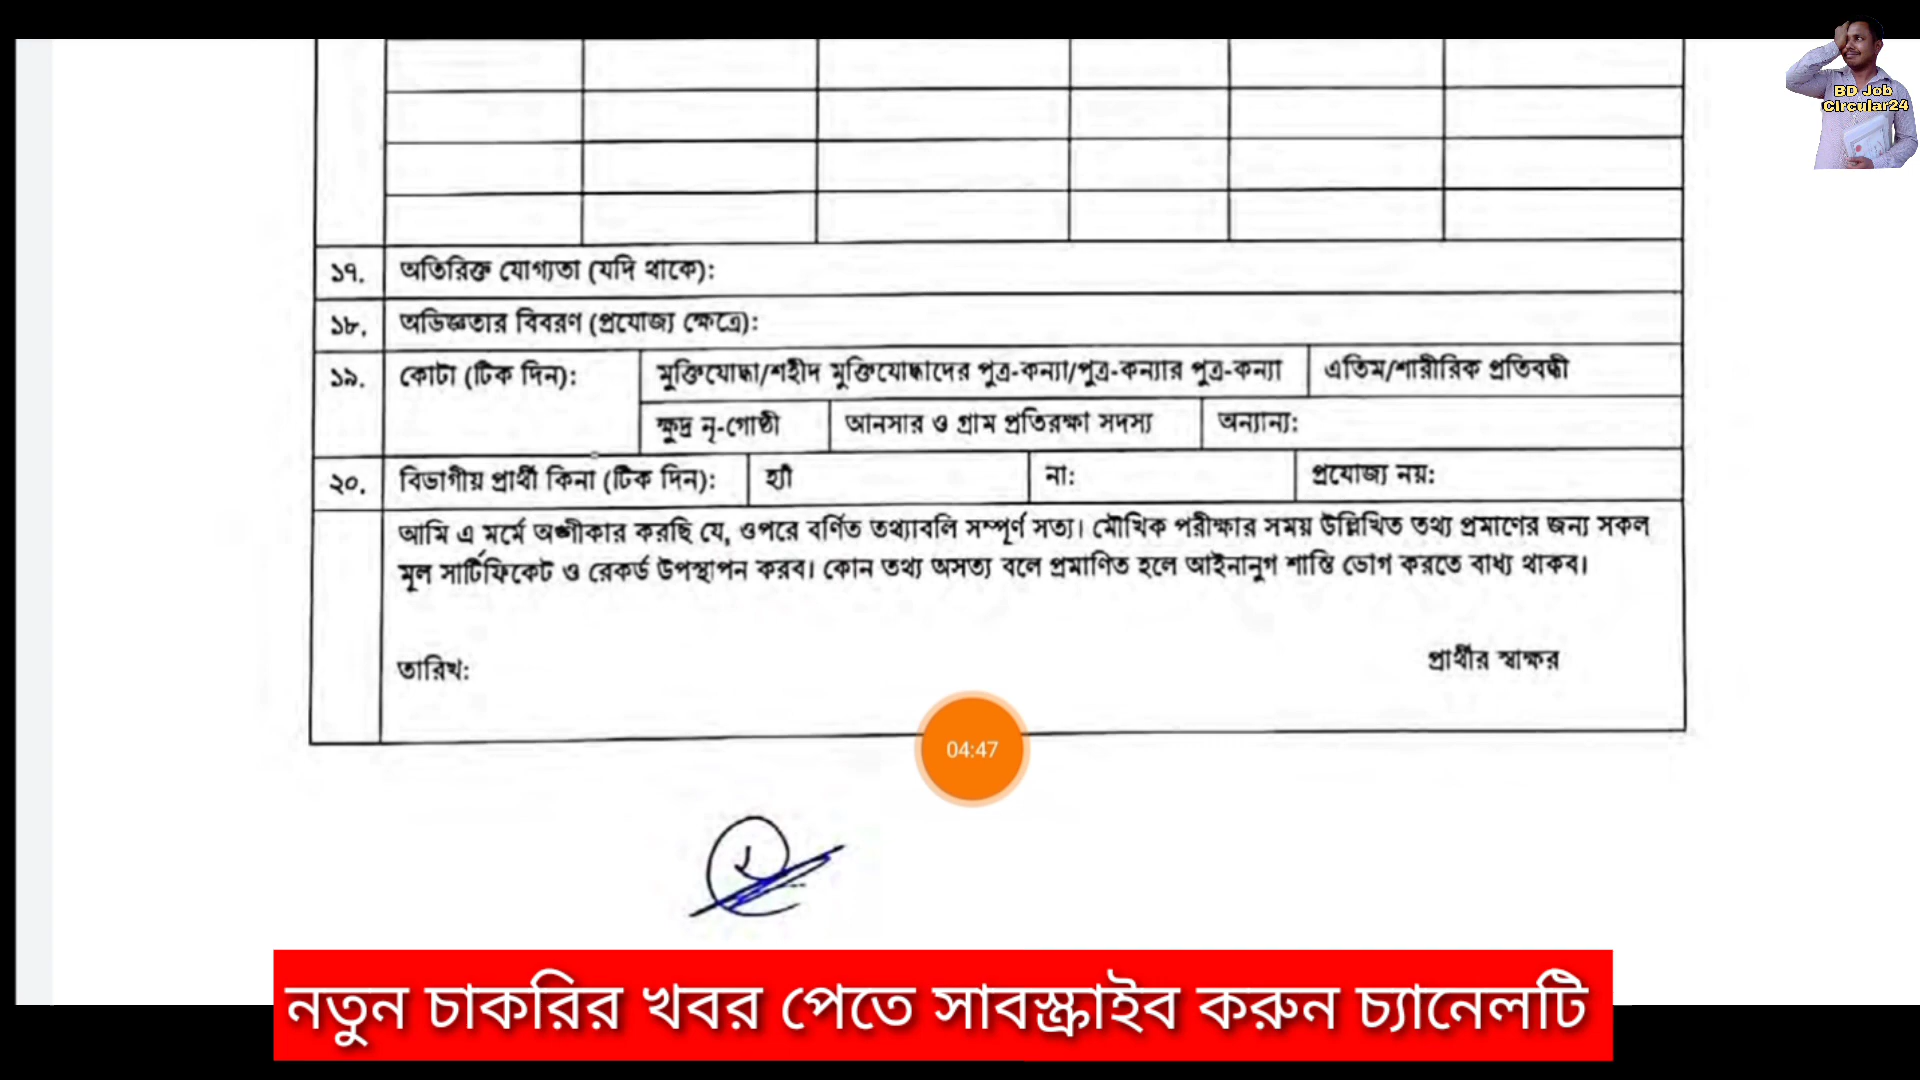 BD Job
Circular24
১৭. অতিরিক্ত যোগ্যতা (যদি থাকে):
১৮. অভিজ্ঞতার বিবরণ (প্রযোজ্য ক্ষেত্রে):
১৯. কোটা (টিক দিন): মুক্তিযোদ্ধা/শহীদ মুক্তিযোদ্ধাদের পুত্র-কন্যা/পুত্র-কন্যার পুত্র-কন্যা এতিম/শারীরিক প্রতিবন্ধী
ক্ষুদ্র নৃ-গোষ্ঠী আনসার ও গ্রাম প্রতিরক্ষা সদস্য অন্যান্য:
২০. বিভাগীয় প্রার্থী কিনা (টিক দিন): হ্যাঁ না: প্রযোজ্য নয়:
আমি এ মর্মে অঙ্গীকার করছি যে, ওপরে বর্ণিত তথ্যাবলি সম্পূর্ণ সত্য। মৌখিক পরীক্ষার সময় উল্লিখিত তথ্য প্রমাণের জন্য সকল
মূল সার্টিফিকেট ও রেকর্ড উপস্থাপন করব। কোন তথ্য অসত্য বলে প্রমাণিত হলে আইনানুগ শাস্তি ভোগ করতে বাধ্য থাকব।
তারিখ: প্রার্থীর স্বাক্ষর
04:47
নতুন চাকরির খবর পেতে সাবস্ক্রাইব করুন চ্যানেলটি